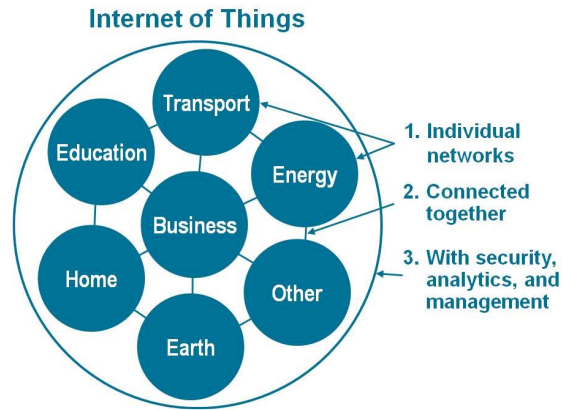 Internet of Things
Transport
Education
Energy
Business
Home
Other
Earth
1. Individual
networks
2. Connected
together
3. With security,
analytics, and
management